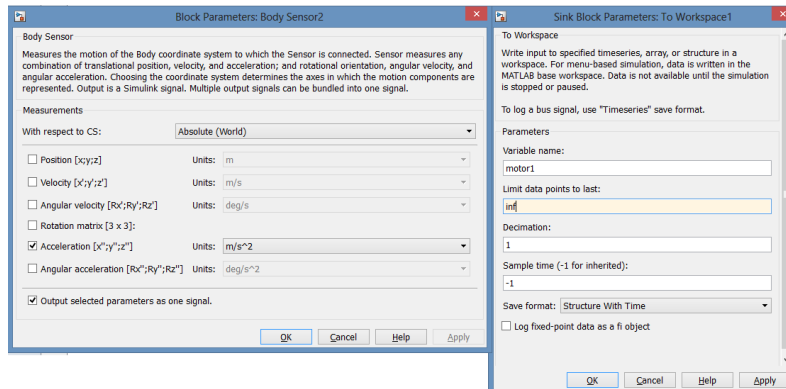 Block Parameters: Body Sensor2
Body Sensor
Measures the motion of the Body coordinate system to which the Sensor is connected. Sensor measures any
combination of translational position, velocity, and acceleration; and rotational orientation, angular velocity, and
angular acceleration. Choosing the coordinate system determines the axes in which the motion components are
represented. Output is a Simulink signal. Multiple output signals can be bundled into one signal.
Measurements
With respect to CS: Absolute (World)
Position [x;y;z] Units: m
Velocity [x';y';z'] Units: m/s
Angular velocity [Rx';Ry';Rz'] Units: deg/s
Rotation matrix [3 x 3]:
Acceleration [x";y";z"] Units: m/s^2
Angular acceleration [Rx";Ry";Rz"] Units: deg/s^2
Output selected parameters as one signal.
OK Cancel Help Apply
Sink Block Parameters: To Workspace1
To Workspace
Write input to specified timeseries, array, or structure in a
workspace. For menu-based simulation, data is written in the
MATLAB base workspace. Data is not available until the simulation
is stopped or paused.
To log a bus signal, use "Timeseries" save format.
Parameters
Variable name:
motor1
Limit data points to last:
inf
Decimation:
1
Sample time (-1 for inherited):
-1
Save format: Structure With Time
Log fixed-point data as a fi object
OK Cancel Help Apply